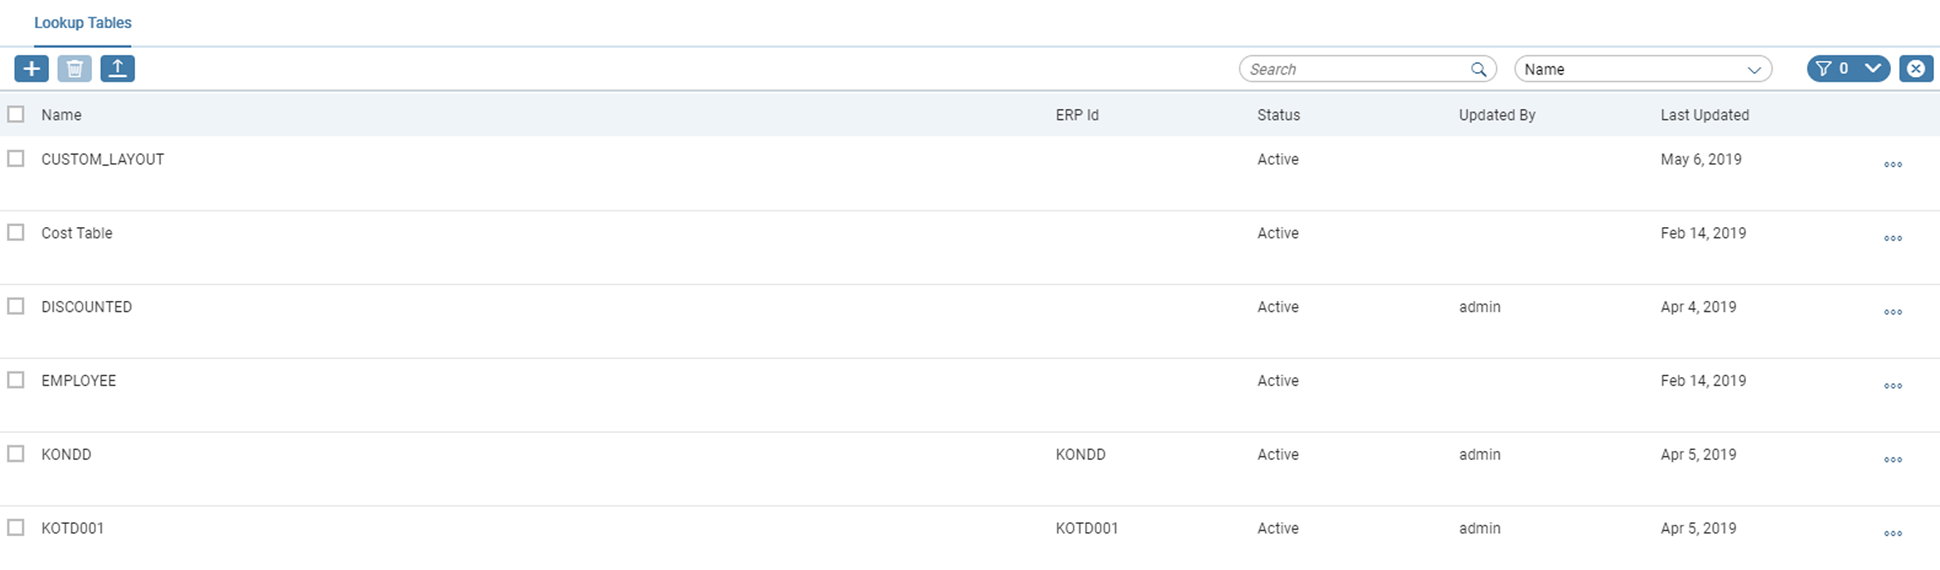 Lookup Tables
Search Name 0
Name ERP Id Status Updated By Last Updated
CUSTOM_LAYOUT Active May 6, 2019
Cost Table Active Feb 14, 2019
DISCOUNTED Active admin Apr 4, 2019
EMPLOYEE Active Feb 14, 2019
KONDD KONDD Active admin Apr 5, 2019
KOTD001 KOTD001 Active admin Apr 5, 2019